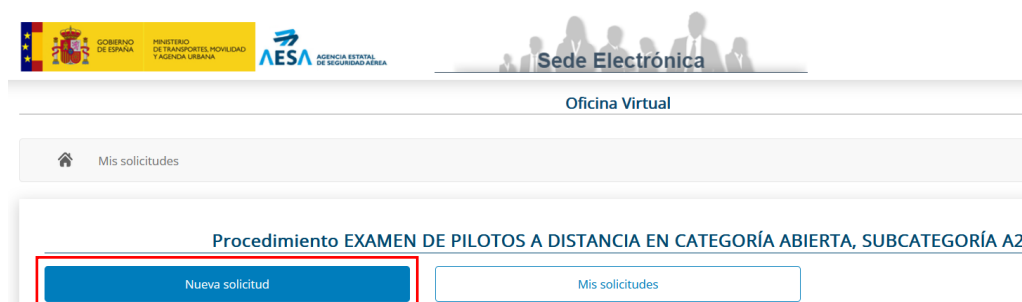 GOBIERNO
DE ESPAÑA
MINISTERIO
DE TRANSPORTES, MOVILIDAD
Y AGENDA URBANA
AESA AGENCIA ESTATAL
DE SEGURIDAD AÉREA
Sede Electrónica
Oficina Virtual
Mis solicitudes
Procedimiento EXAMEN DE PILOTOS A DISTANCIA EN CATEGORÍA ABIERTA, SUBCATEGORÍA A2
Nueva solicitud
Mis solicitudes